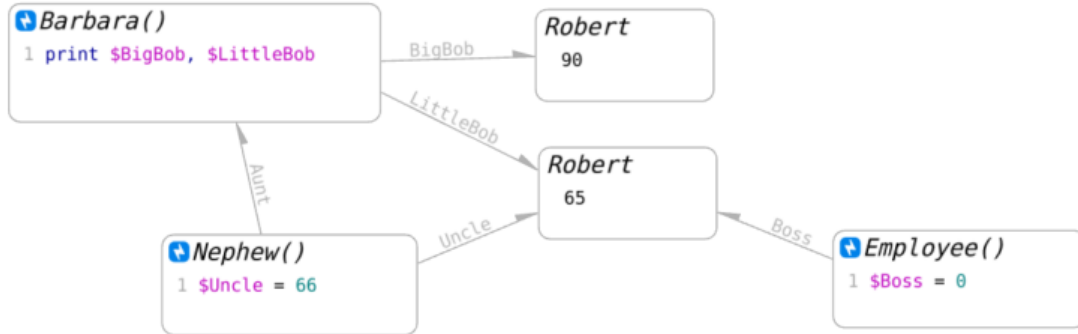 Barbara()
1 print $BigBob, $LittleBob
BigBob
Robert
90
LittleBob
Robert
65
Aunt
Uncle
Boss
Nephew()
1 $Uncle = 66
Employee()
1 $Boss = 0